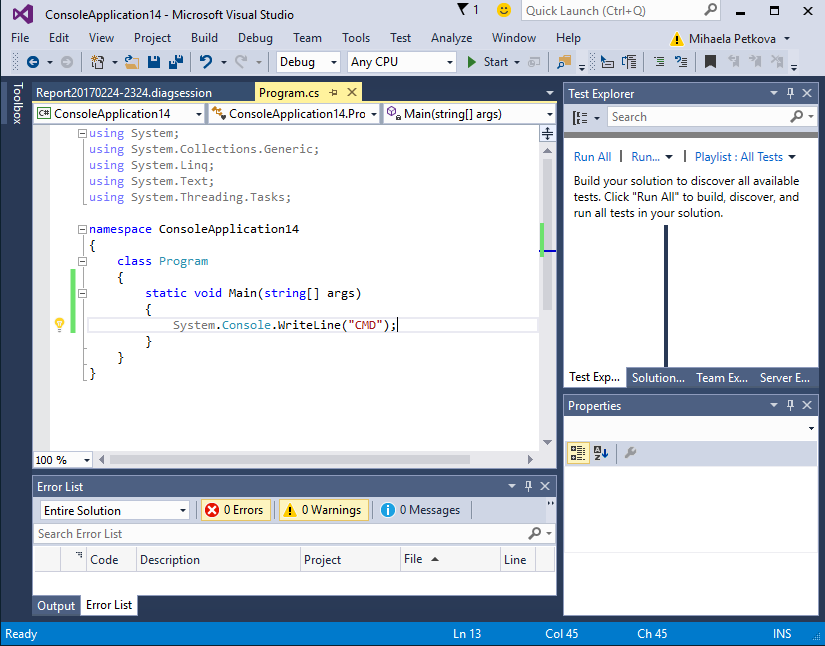 ConsoleApplication14 - Microsoft Visual Studio 1 Quick Launch (Ctrl+Q)
File Edit View Project Build Debug Team Tools Test Analyze Window Help Mihaela Petkova
Debug Any CPU Start
Toolbox
Report20170224-2324.diagsession Program.cs
C# ConsoleApplication14 ConsoleApplication14.Pro Main(string[] args)
using System;
using System.Collections.Generic;
using System.Linq;
using System.Text;
using System.Threading.Tasks;
namespace ConsoleApplication14
{
class Program
{
static void Main(string[] args)
{
System.Console.WriteLine("CMD");
}
}
}
100 %
Error List
Entire Solution 0 Errors 0 Warnings 0 Messages
Search Error List
Code Description Project File Line
Output Error List
Test Explorer
Search
Run All Run... Playlist : All Tests
Build your solution to discover all available
tests. Click "Run All" to build, discover, and
run all tests in your solution.
Test Exp... Solution... Team Ex... Server E...
Properties
Ready Ln 13 Col 45 Ch 45 INS